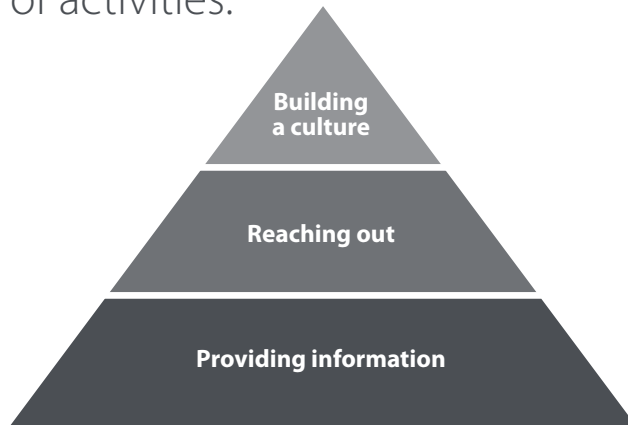 of activities.
Building
a culture
Reaching out
Providing information